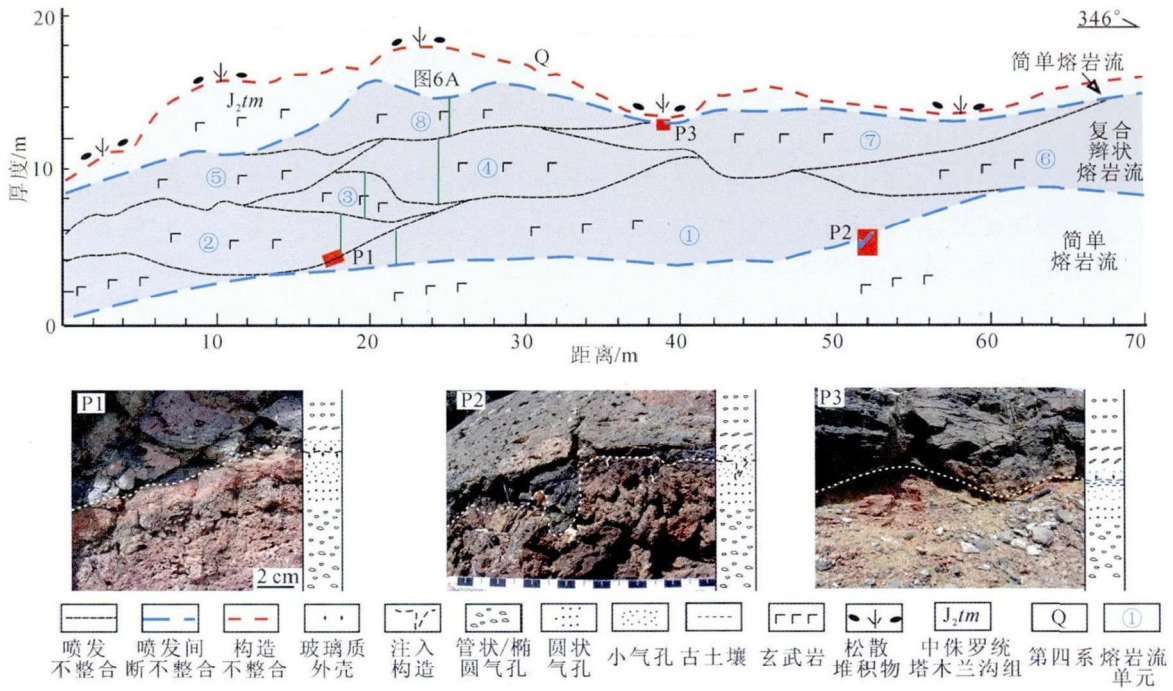 20
346°
Q
简单熔岩流
图6A
J₂tm
⑧
P3
⑦
复合
辫状
熔岩流
厚度/m
10
⑤
④
⑥
③
②
①
P2
P1
简单
熔岩流
0
10
20
30
40
50
60
70
距离/m
P1
P2
P3
2 cm
J₂tm
Q
①
喷发
不整合
喷发间
断不整合
构造
不整合
玻璃质
外壳
注入
构造
管状/椭
圆气孔
圆状
气孔
小气孔
古土壤
玄武岩
松散
堆积物
中侏罗统
塔木兰沟组
第四系
熔岩流
单元